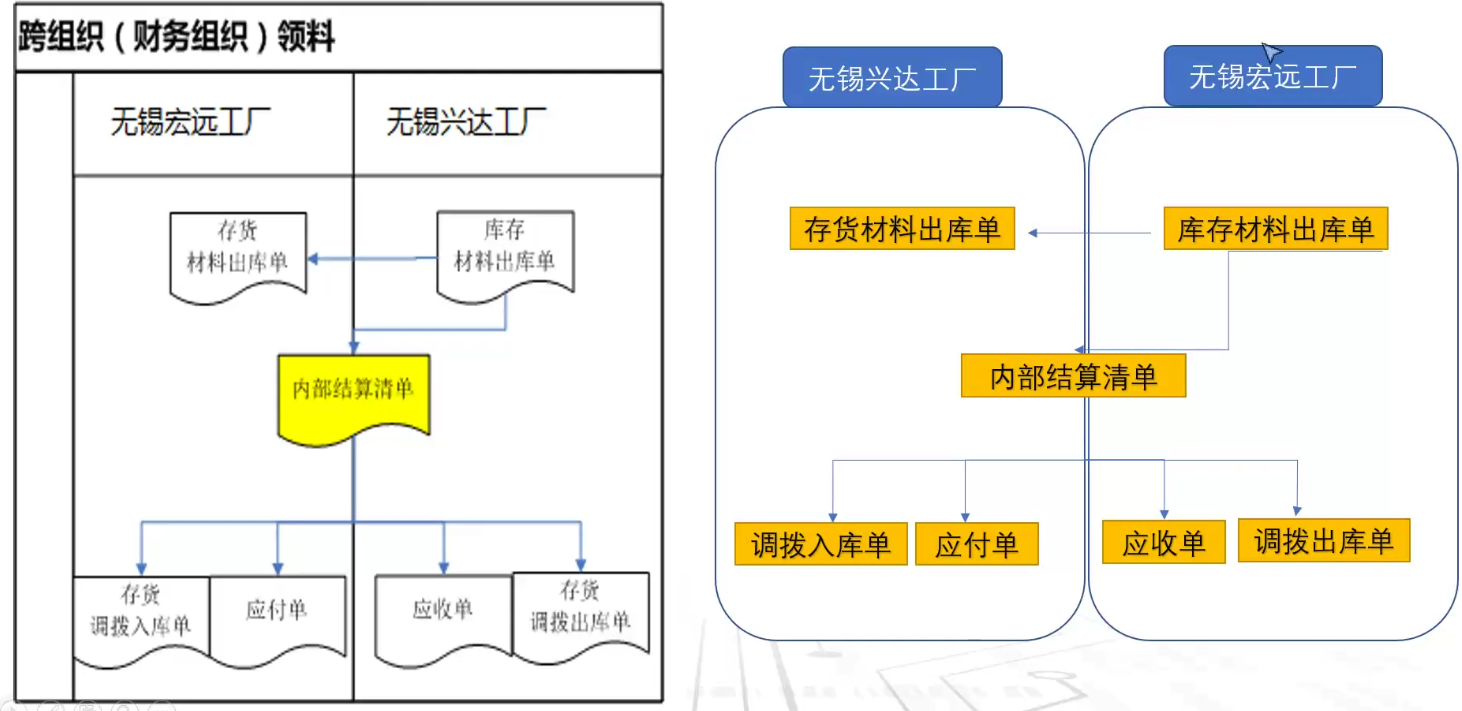 跨组织（财务组织）领料
无锡宏远工厂
无锡兴达工厂
存货
材料出库单
库存
材料出库单
内部结算清单
存货
调拨入库单
应付单
应收单
存货
调拨出库单
无锡兴达工厂
无锡宏远工厂
存货材料出库单
库存材料出库单
内部结算清单
调拨入库单
应付单
应收单
调拨出库单